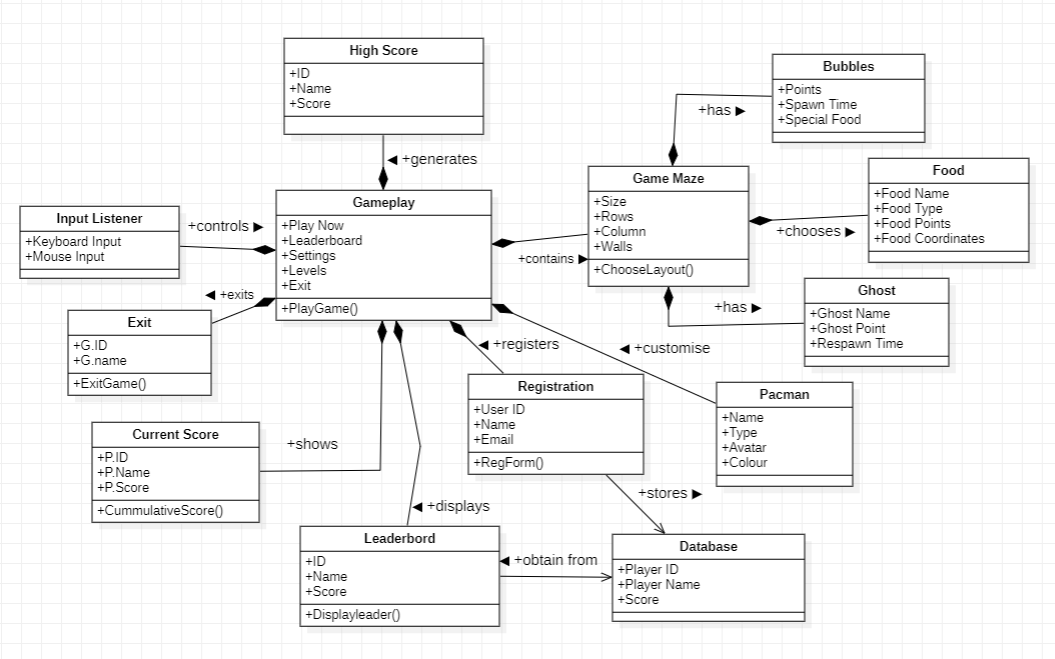 High Score
+ID
+Name
+Score
◄ +generates
Bubbles
+Points
+Spawn Time
+Special Food
+has ►
Game Maze
+Size
+Rows
+Column
+Walls
+ChooseLayout()
Food
+Food Name
+Food Type
+Food Points
+Food Coordinates
+chooses ►
Input Listener
+Keyboard Input
+Mouse Input
+controls ►
Gameplay
+Play Now
+Leaderboard
+Settings
+Levels
+Exit
+PlayGame()
+contains ►
Ghost
+Ghost Name
+Ghost Point
+Respawn Time
+has ►
◄ +exits
Exit
+G.ID
+G.name
+ExitGame()
◄ +registers
◄ +customise
Registration
+User ID
+Name
+Email
+RegForm()
Pacman
+Name
+Type
+Avatar
+Colour
Current Score
+P.ID
+P.Name
+P.Score
+CummulativeScore()
+shows
◄ +displays
+stores ►
Leaderbord
+ID
+Name
+Score
+Displayleader()
◄ +obtain from
Database
+Player ID
+Player Name
+Score